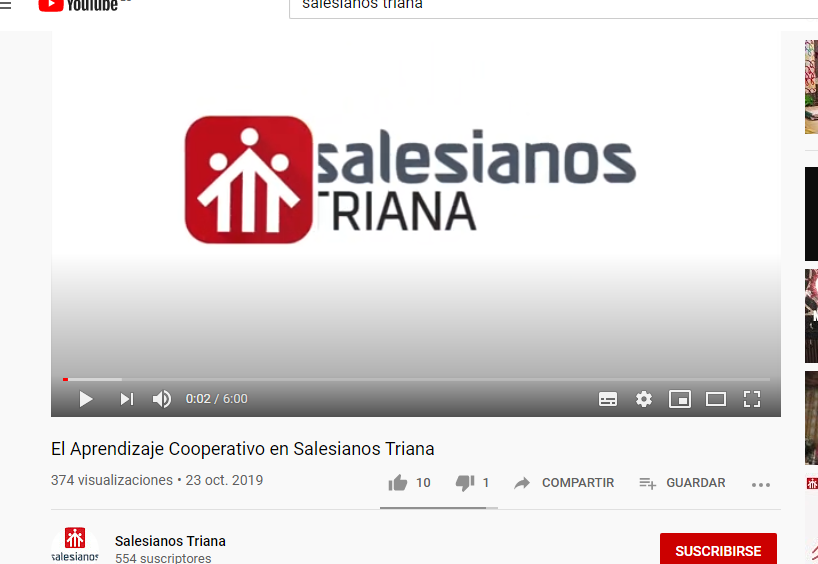 YouTube
salesianos triana
salesianos
TRIANA
0:02 / 6:00
El Aprendizaje Cooperativo en Salesianos Triana
374 visualizaciones • 23 oct. 2019
10
1
COMPARTIR
GUARDAR
Salesianos Triana
554 suscriptores
salesianos
SUSCRIBIRSE